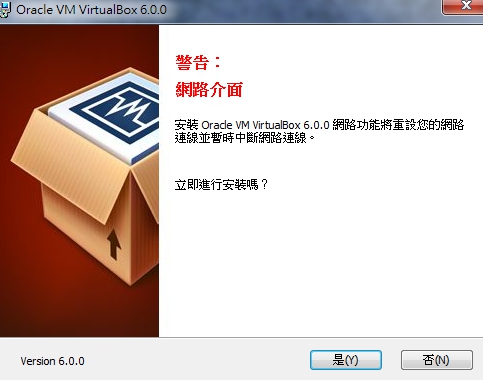 Oracle VM VirtualBox 6.0.0
警告：
網路介面
安裝 Oracle VM VirtualBox 6.0.0 網路功能將重設您的網路
連線並暫時中斷網路連線。
立即進行安裝嗎？
Version 6.0.0
是(Y)
否(N)